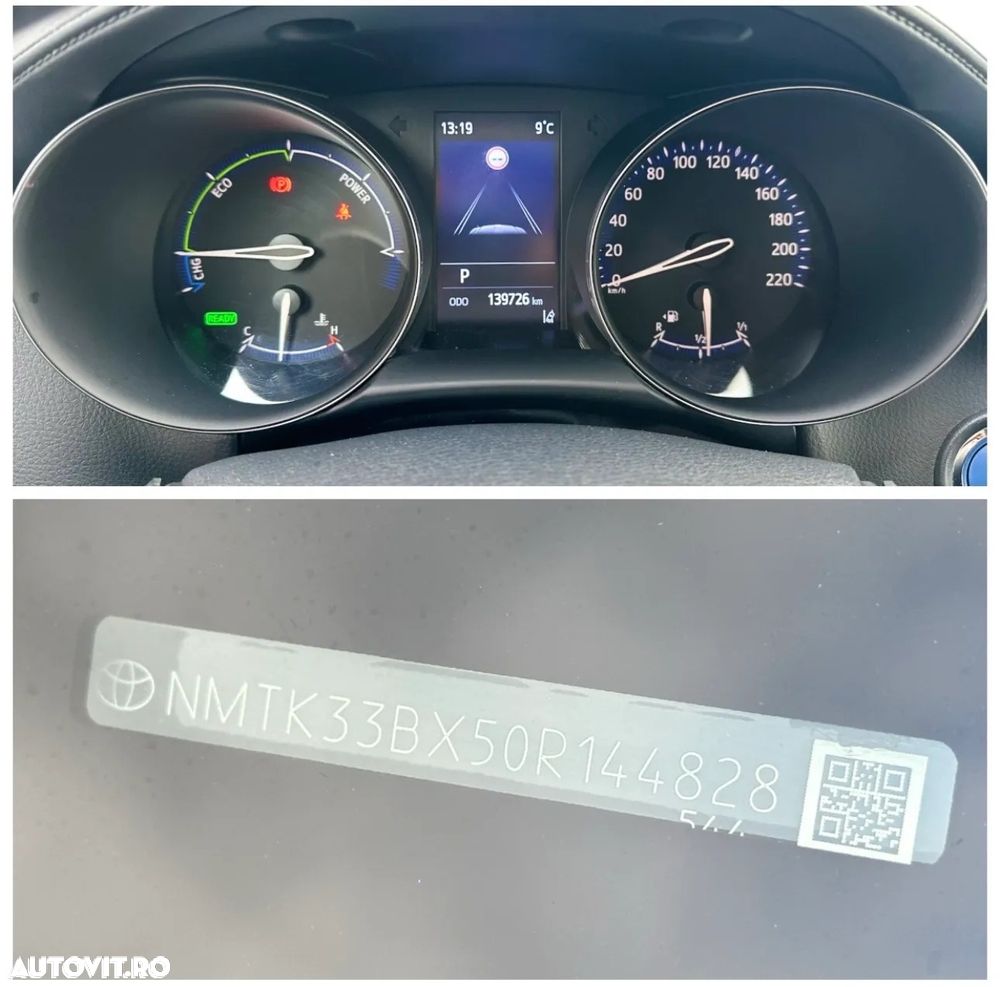 13:19 9°C
ECO
POWER
CHG
READY
C H
P
ODO 139726 km
0 20 40 60 80 100 120 140 160 180 200 220
km/h
R 1/2 1/1
NMTK33BX50R144828
AUTOVIT.RO